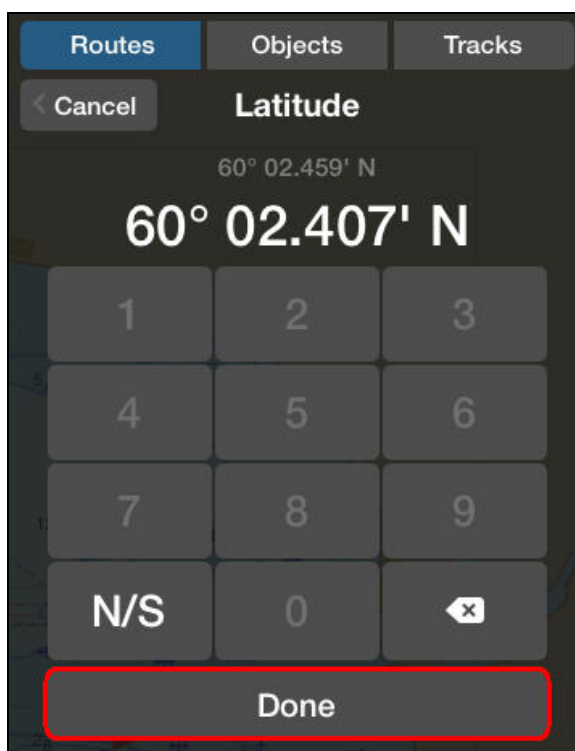 Routes Objects Tracks
Cancel Latitude
60° 02.459' N
60° 02.407' N
1 2 3
4 5 6
7 8 9
N/S 0
Done